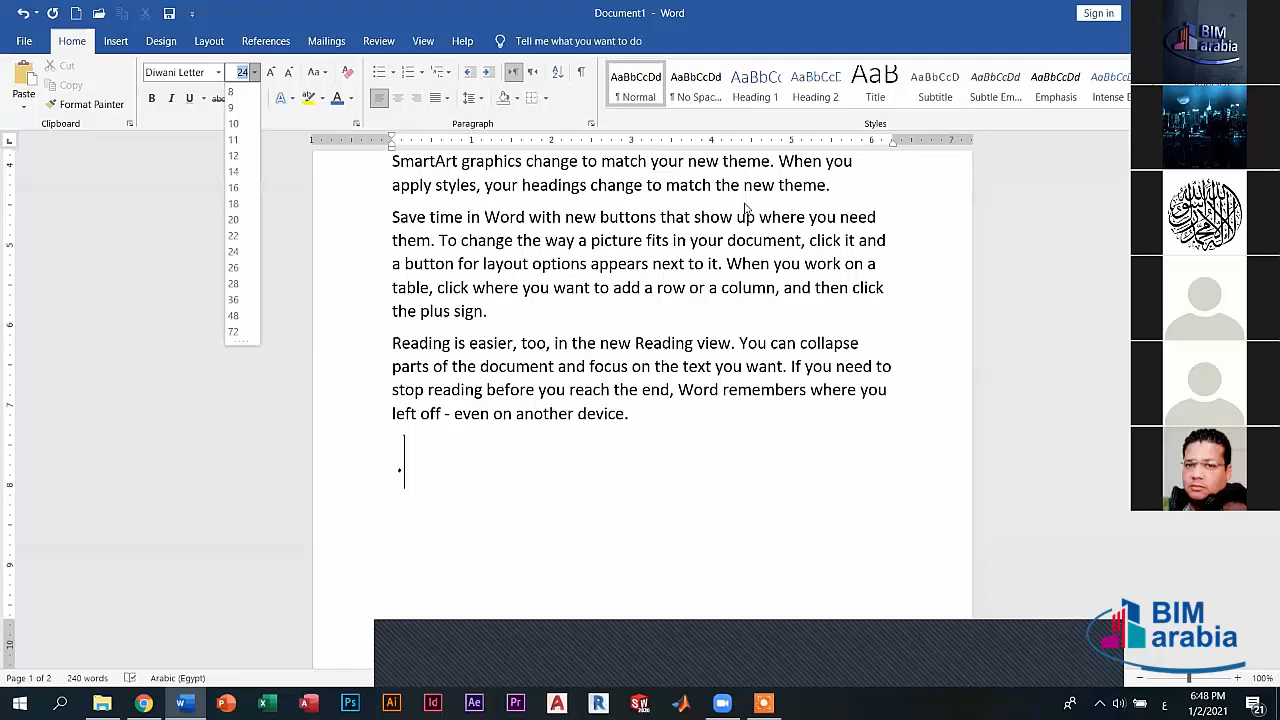 Document1 - Word
Sign in
File Home Insert Design Layout References Mailings Review View Help Tell me what you want to do
Paste
Cut
Copy
Format Painter
Clipboard
Diwani Letter
24
8
9
10
11
12
14
16
18
20
22
24
26
28
36
48
72
Paragraph
AaBbCcDd AaBbCcDd AaBbCc AaBbCcD AaB AaBbCcDd AaBbCcDd AaBbCcDd
¶ Normal ¶ No Spac... Heading 1 Heading 2 Title Subtitle Subtle Em... Emphasis Intense E
Styles
SmartArt graphics change to match your new theme. When you
apply styles, your headings change to match the new theme.
Save time in Word with new buttons that show up where you need
them. To change the way a picture fits in your document, click it and
a button for layout options appears next to it. When you work on a
table, click where you want to add a row or a column, and then click
the plus sign.
Reading is easier, too, in the new Reading view. You can collapse
parts of the document and focus on the text you want. If you need to
stop reading before you reach the end, Word remembers where you
left off - even on another device.
BIM
arabia
BIM
arabia
Page 1 of 2 240 words Arabic (Egypt)
100%
6:48 PM
1/2/2021
21